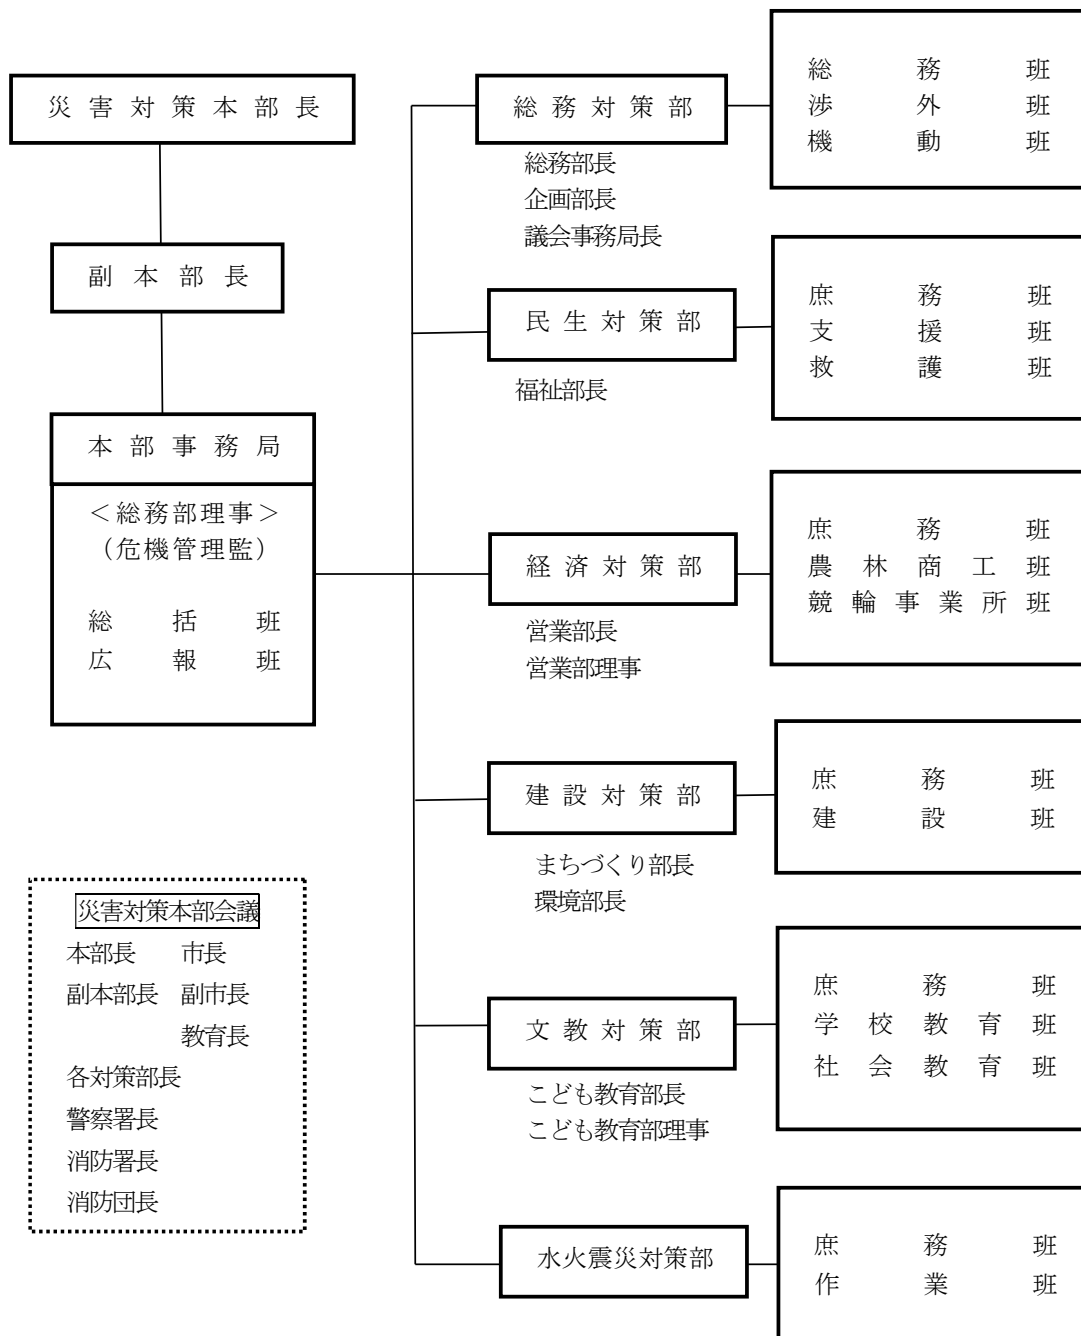 災害対策本部長
副本部長
本部事務局
＜総務部理事＞
（危機管理監）
総括班
広報班
総務対策部
総務部長
企画部長
議会事務局長
総務班
渉外班
機動班
民生対策部
福祉部長
庶務班
支援班
救護班
経済対策部
営業部長
営業部理事
庶務班
農林商工班
競輪事業所班
建設対策部
まちづくり部長
環境部長
庶務班
建設班
文教対策部
こども教育部長
こども教育部理事
庶務班
学校教育班
社会教育班
水火震災対策部
庶務班
作業班
災害対策本部会議
本部長　市長
副本部長　副市長
教育長
各対策部長
警察署長
消防署長
消防団長